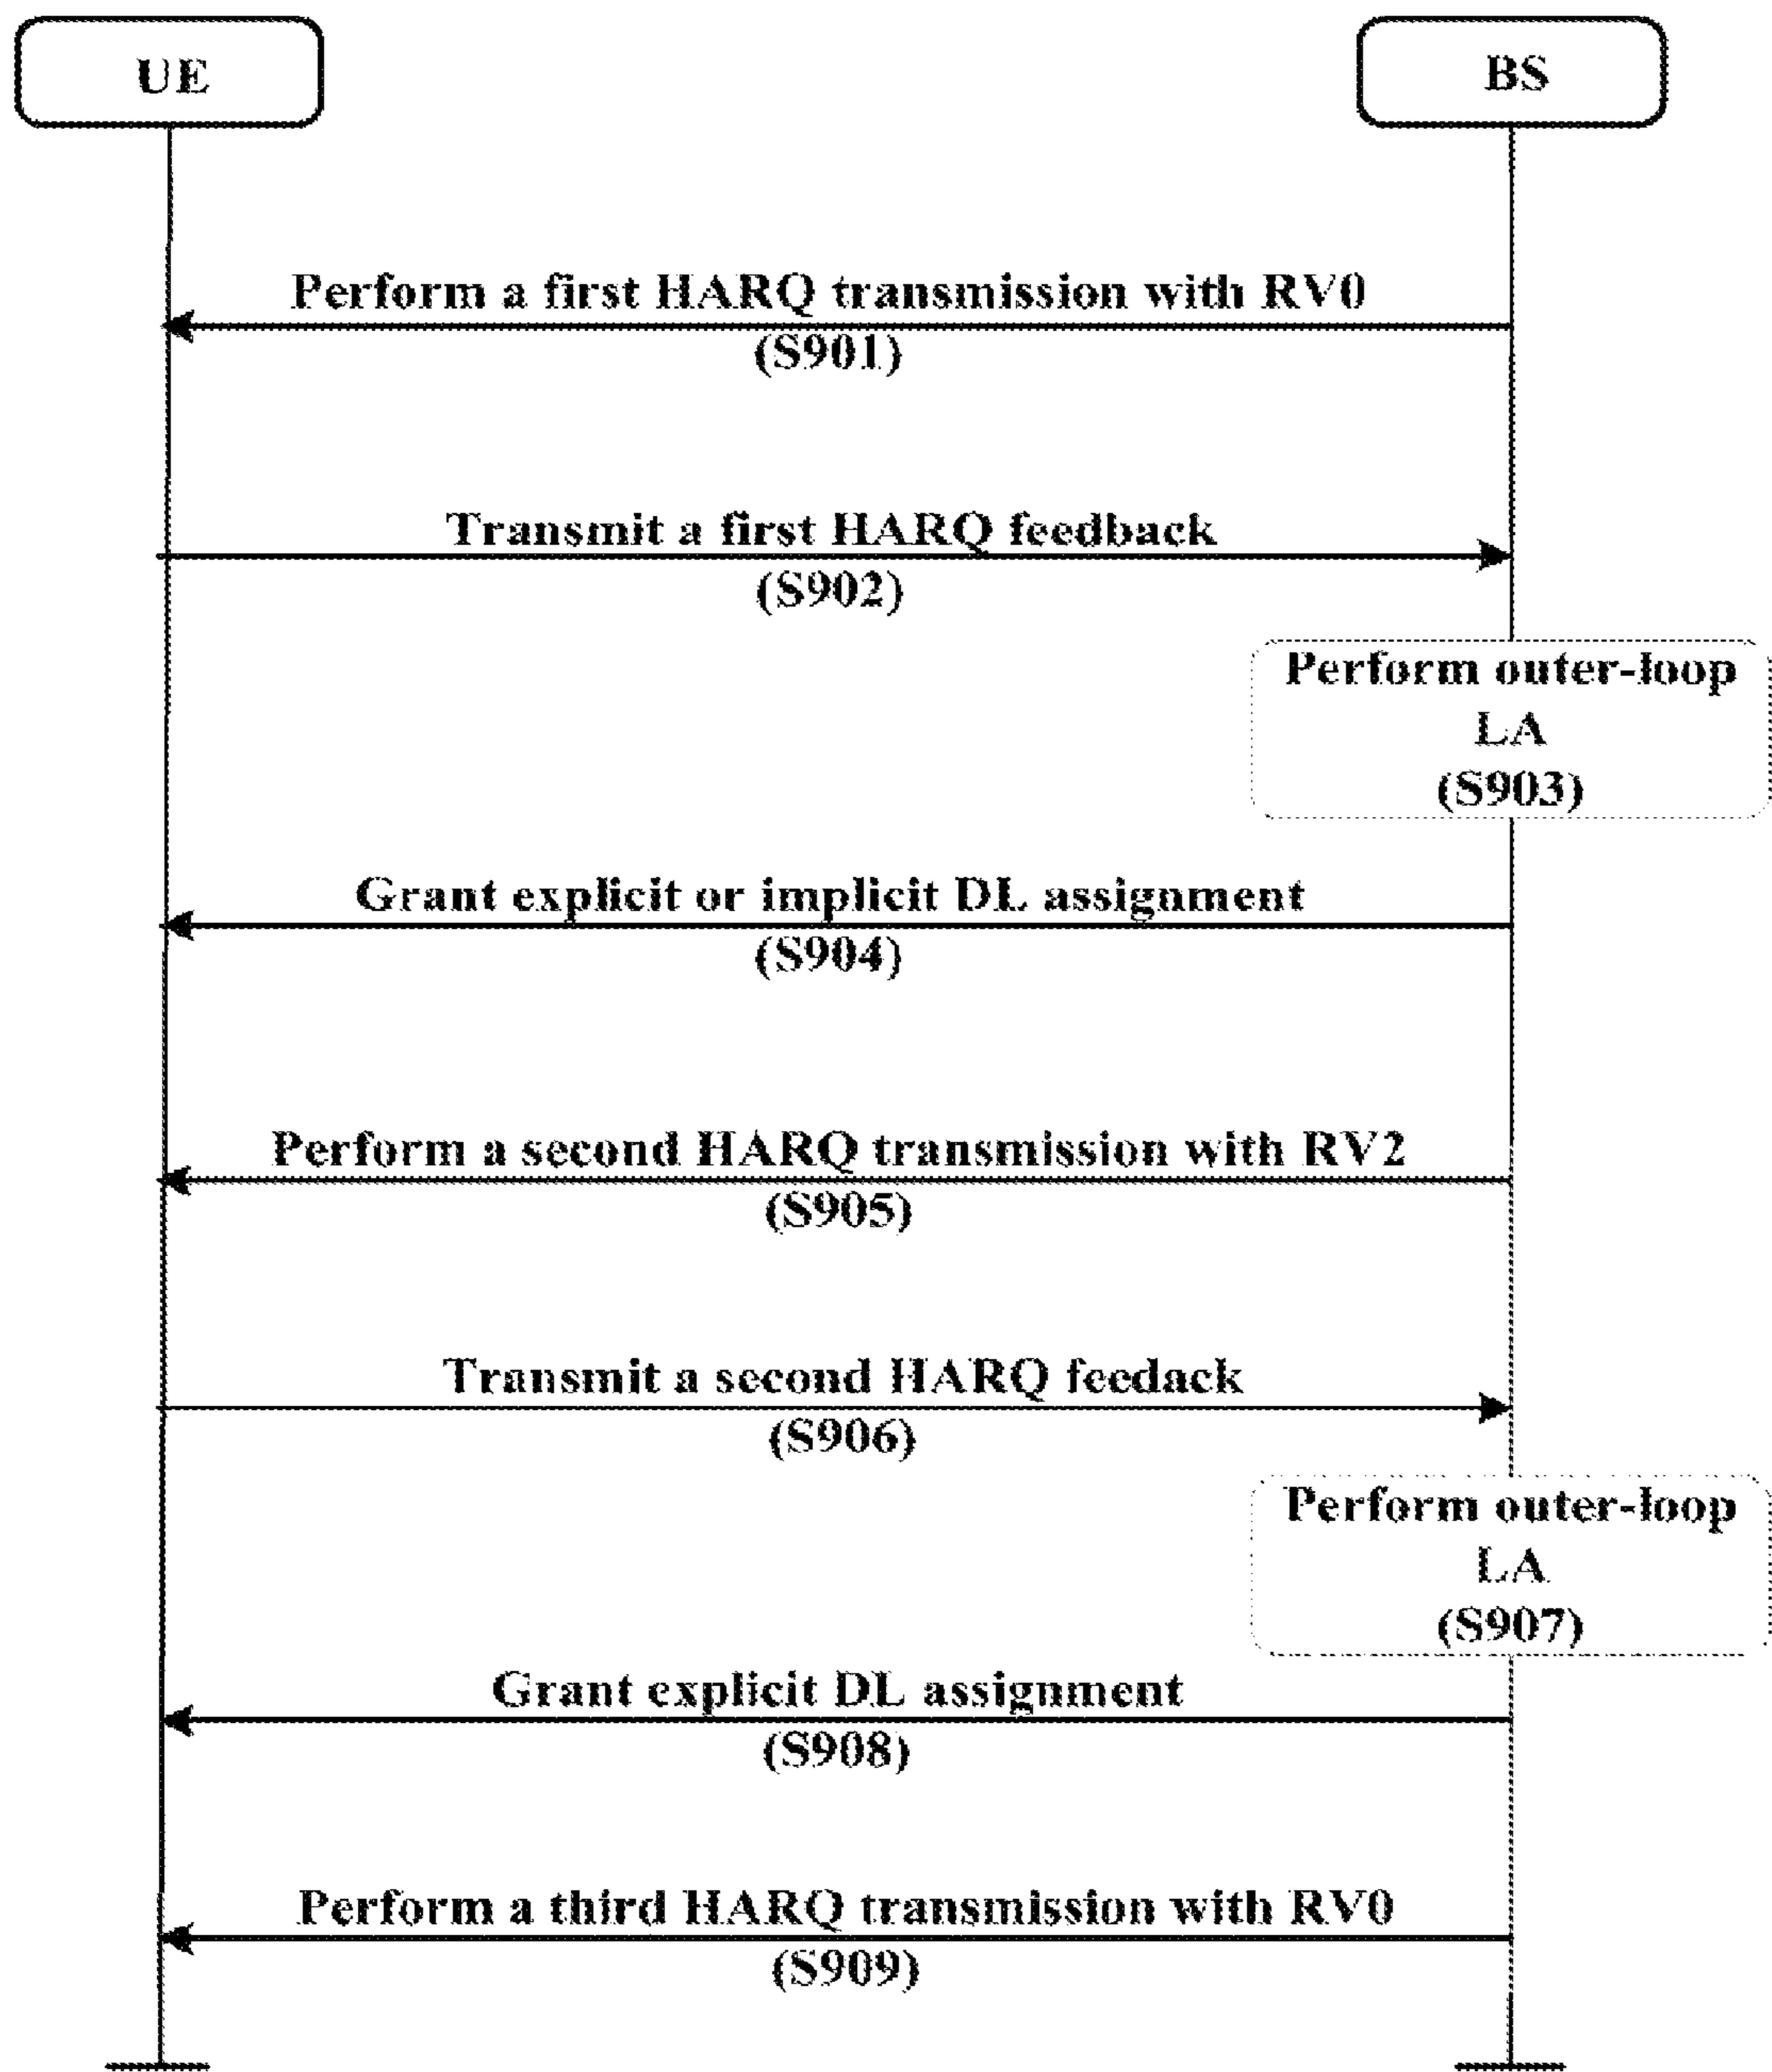 UE
BS
Perform a first HARQ transmission with RV0
(S901)
Transmit a first HARQ feedback
(S902)
Perform outer-loop
LA
(S903)
Grant explicit or implicit DL assignment
(S904)
Perform a second HARQ transmission with RV2
(S905)
Transmit a second HARQ feedack
(S906)
Perform outer-loop
LA
(S907)
Grant explicit DL assignment
(S908)
Perform a third HARQ transmission with RV0
(S909)